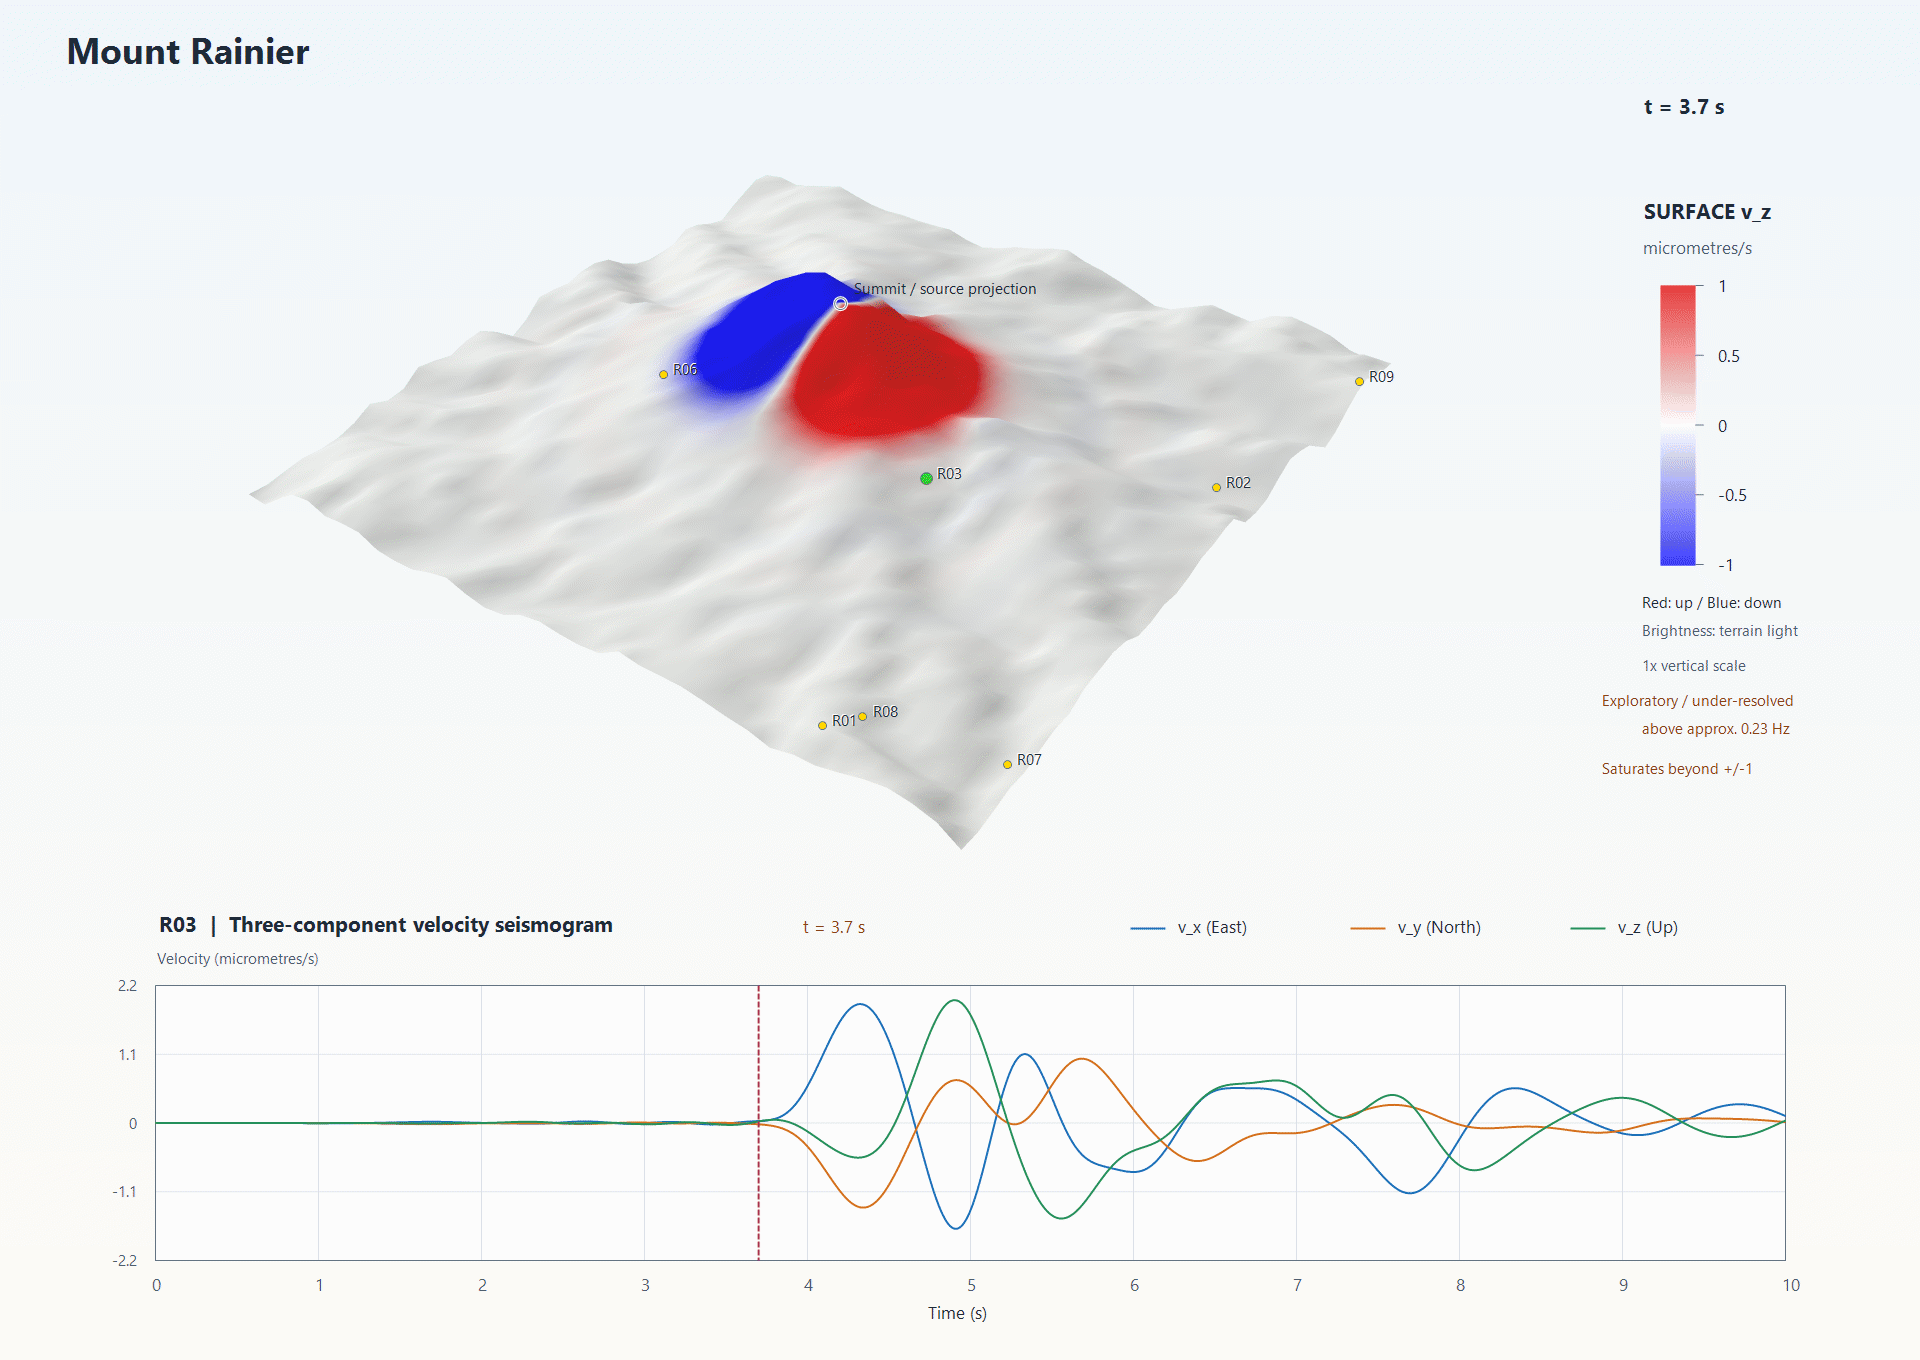 Mount Rainier
t = 3.7 s
SURFACE v_z
micrometres/s
1
0.5
0
-0.5
-1
Red: up / Blue: down
Brightness: terrain light
1x vertical scale
Exploratory / under-resolved
above approx. 0.23 Hz
Saturates beyond +/-1
Summit / source projection
R06
R09
R03
R02
R01
R08
R07
R03 | Three-component velocity seismogram
t = 3.7 s
v_x (East)
v_y (North)
v_z (Up)
Velocity (micrometres/s)
2.2
1.1
0
-1.1
-2.2
0 1 2 3 4 5 6 7 8 9 10
Time (s)